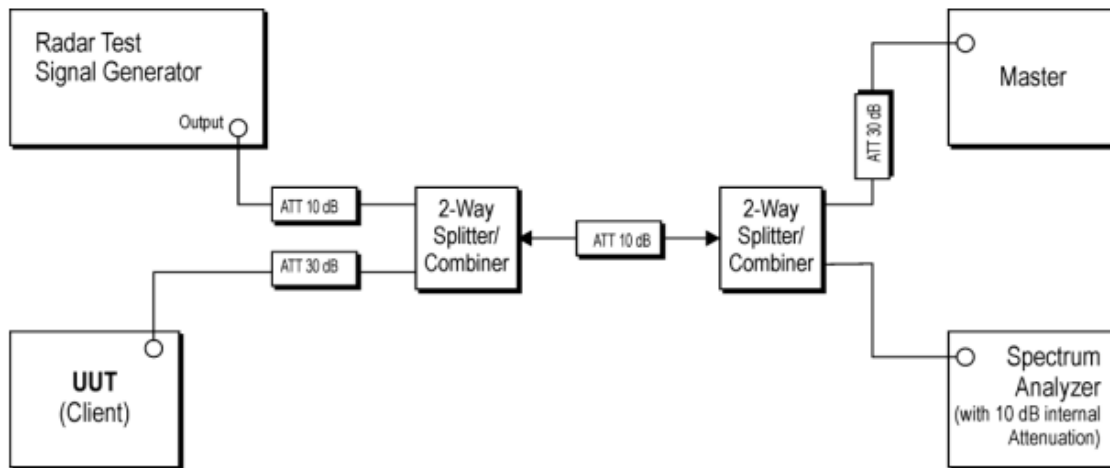 Radar Test
Signal Generator
Output
ATT 10 dB
ATT 30 dB
UUT
(Client)
2-Way
Splitter/
Combiner
ATT 10 dB
2-Way
Splitter/
Combiner
ATT 30 dB
Master
Spectrum
Analyzer
(with 10 dB internal
Attenuation)